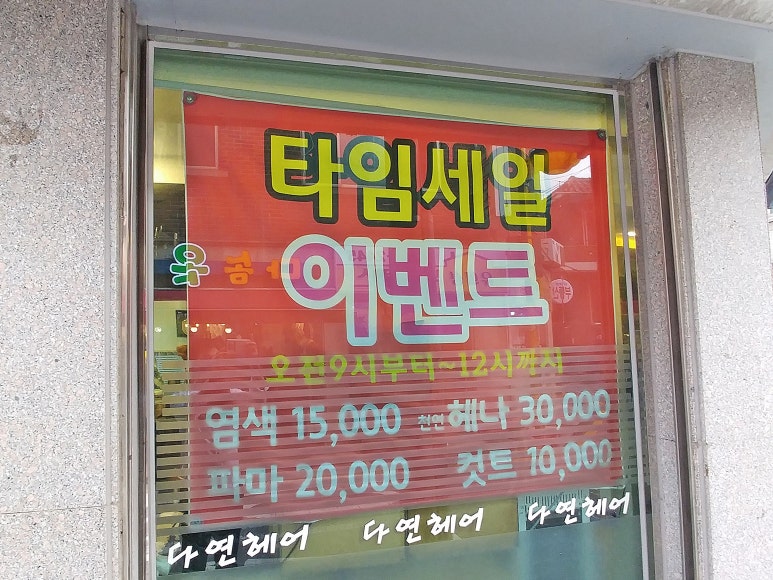 타임세일
이벤트
오전9시부터~12시까지
염색 15,000 천연 헤나 30,000
파마 20,000 컷트 10,000
다연헤어 다연헤어 다연헤어